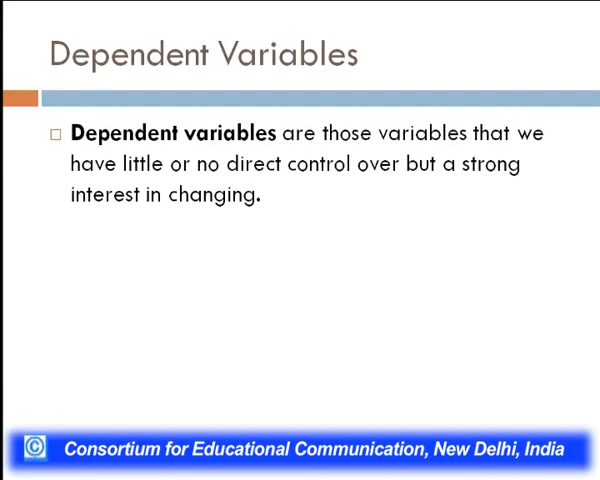 Dependent Variables
Dependent variables are those variables that we
have little or no direct control over but a strong
interest in changing.
© Consortium for Educational Communication, New Delhi, India